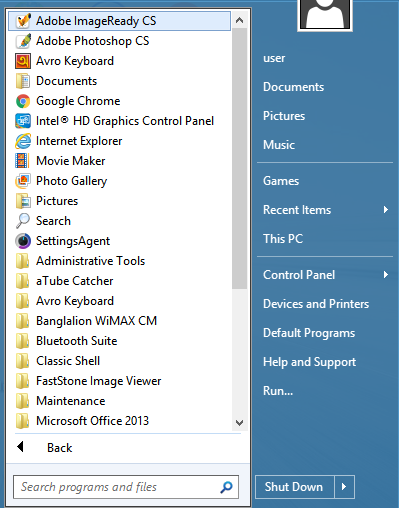 Adobe ImageReady CS
Adobe Photoshop CS
Avro Keyboard
Documents
Google Chrome
Intel® HD Graphics Control Panel
Internet Explorer
Movie Maker
Photo Gallery
Pictures
Search
SettingsAgent
Administrative Tools
aTube Catcher
Avro Keyboard
Banglalion WiMAX CM
Bluetooth Suite
Classic Shell
FastStone Image Viewer
Maintenance
Microsoft Office 2013
Back
Search programs and files
user
Documents
Pictures
Music
Games
Recent Items
This PC
Control Panel
Devices and Printers
Default Programs
Help and Support
Run...
Shut Down